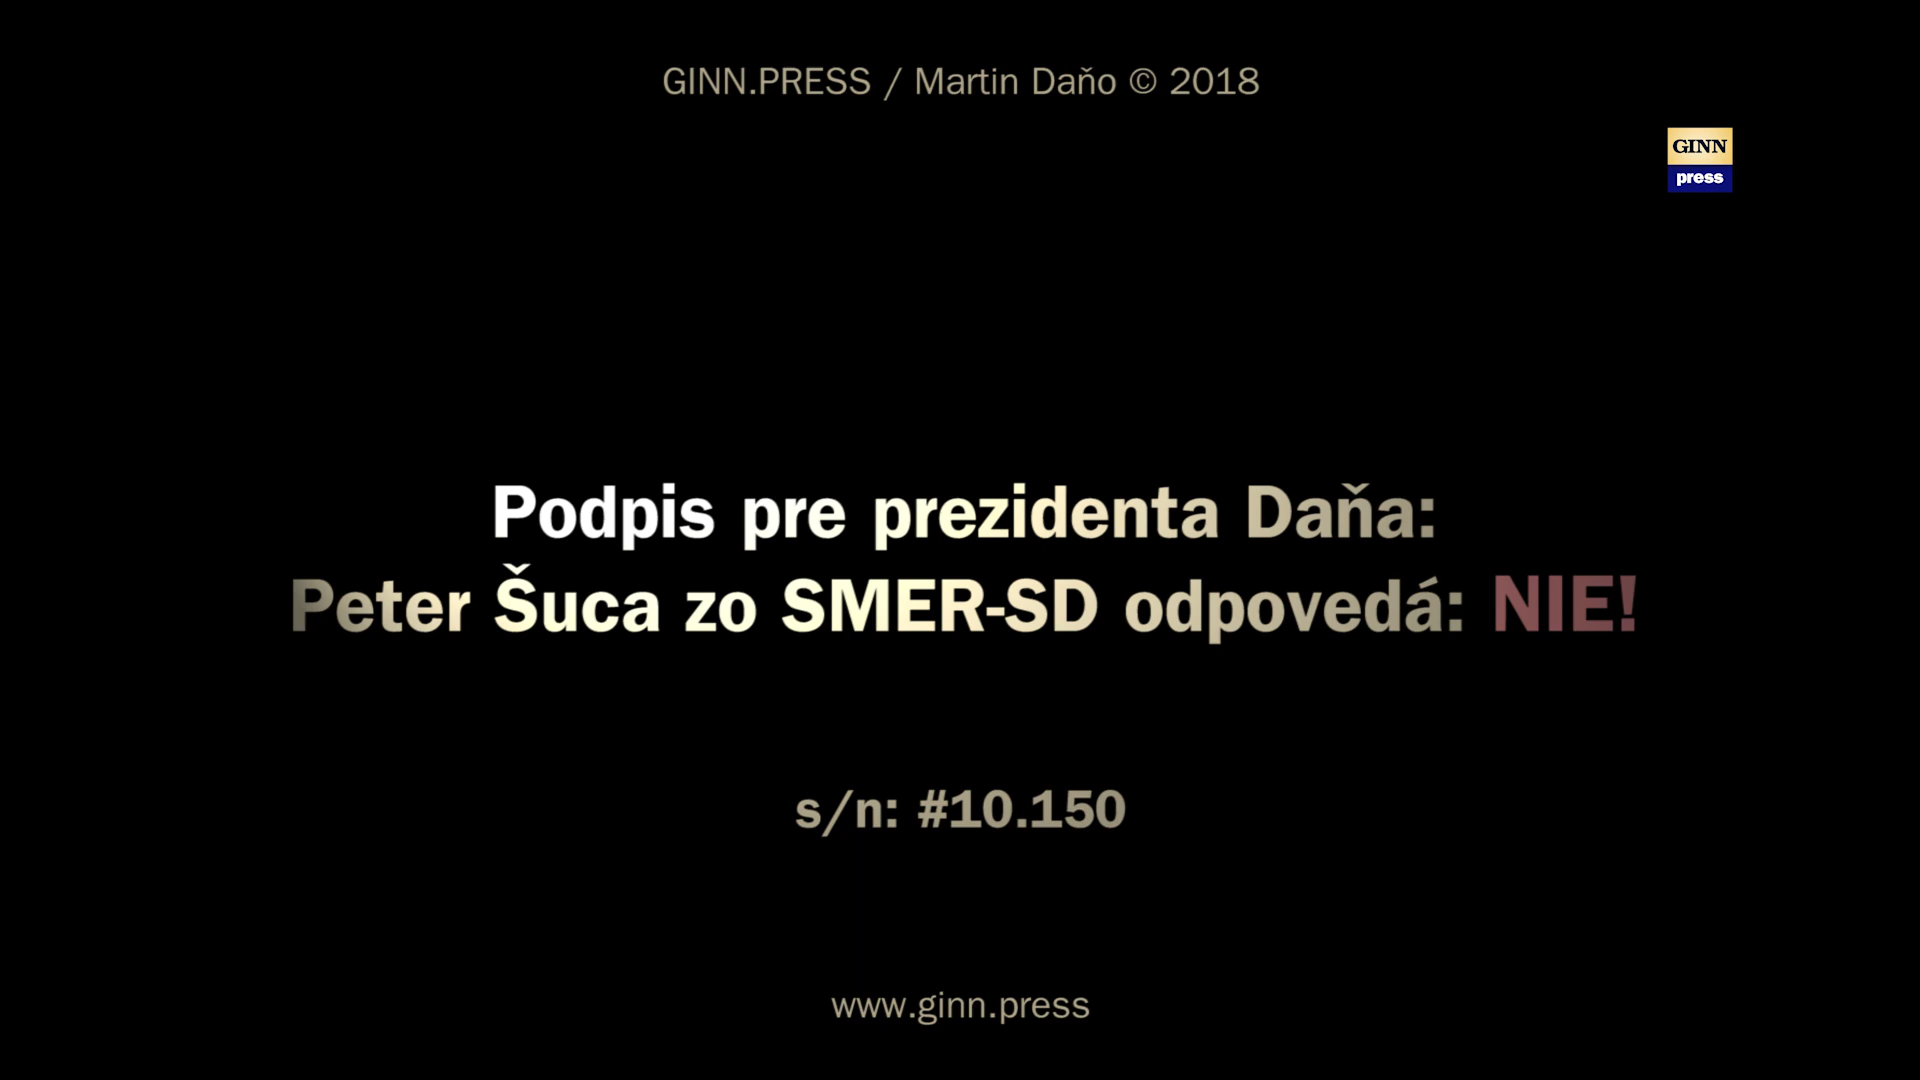 GINN.PRESS / Martin Daňo © 2018
GINN
press
Podpis pre prezidenta Daňa:
Peter Šuca zo SMER-SD odpovedá: NIE!
s/n: #10.150
www.ginn.press